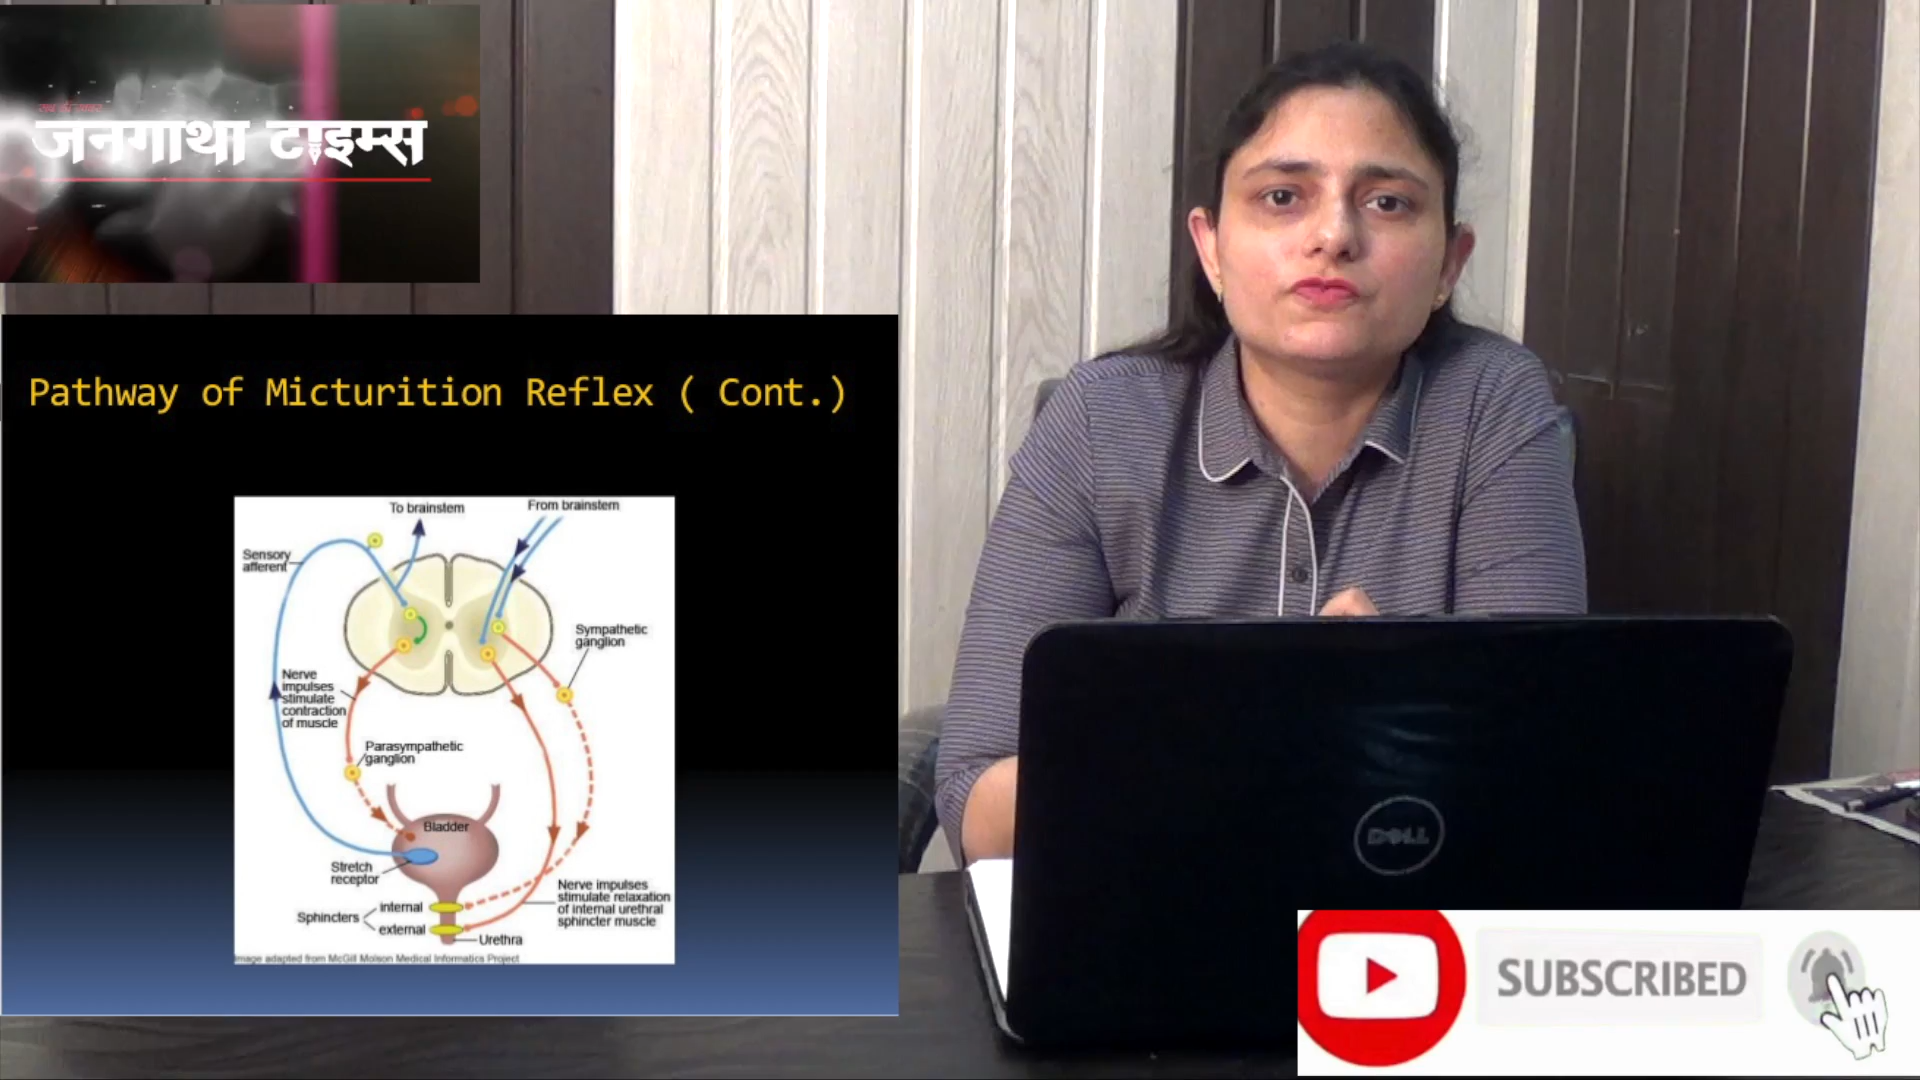 जनगाथा टाइम्स
Pathway of Micturition Reflex ( Cont.)
To brainstem
From brainstem
Sensory
afferent
Sympathetic
ganglion
Nerve
impulses
stimulate
contraction
of muscle
Parasympathetic
ganglion
Bladder
Stretch
receptor
Nerve impulses
stimulate relaxation
of internal urethral
sphincter muscle
internal
Sphincters
external
Urethra
Image adapted from McGill Molson Medical Informatics Project
DELL
SUBSCRIBED